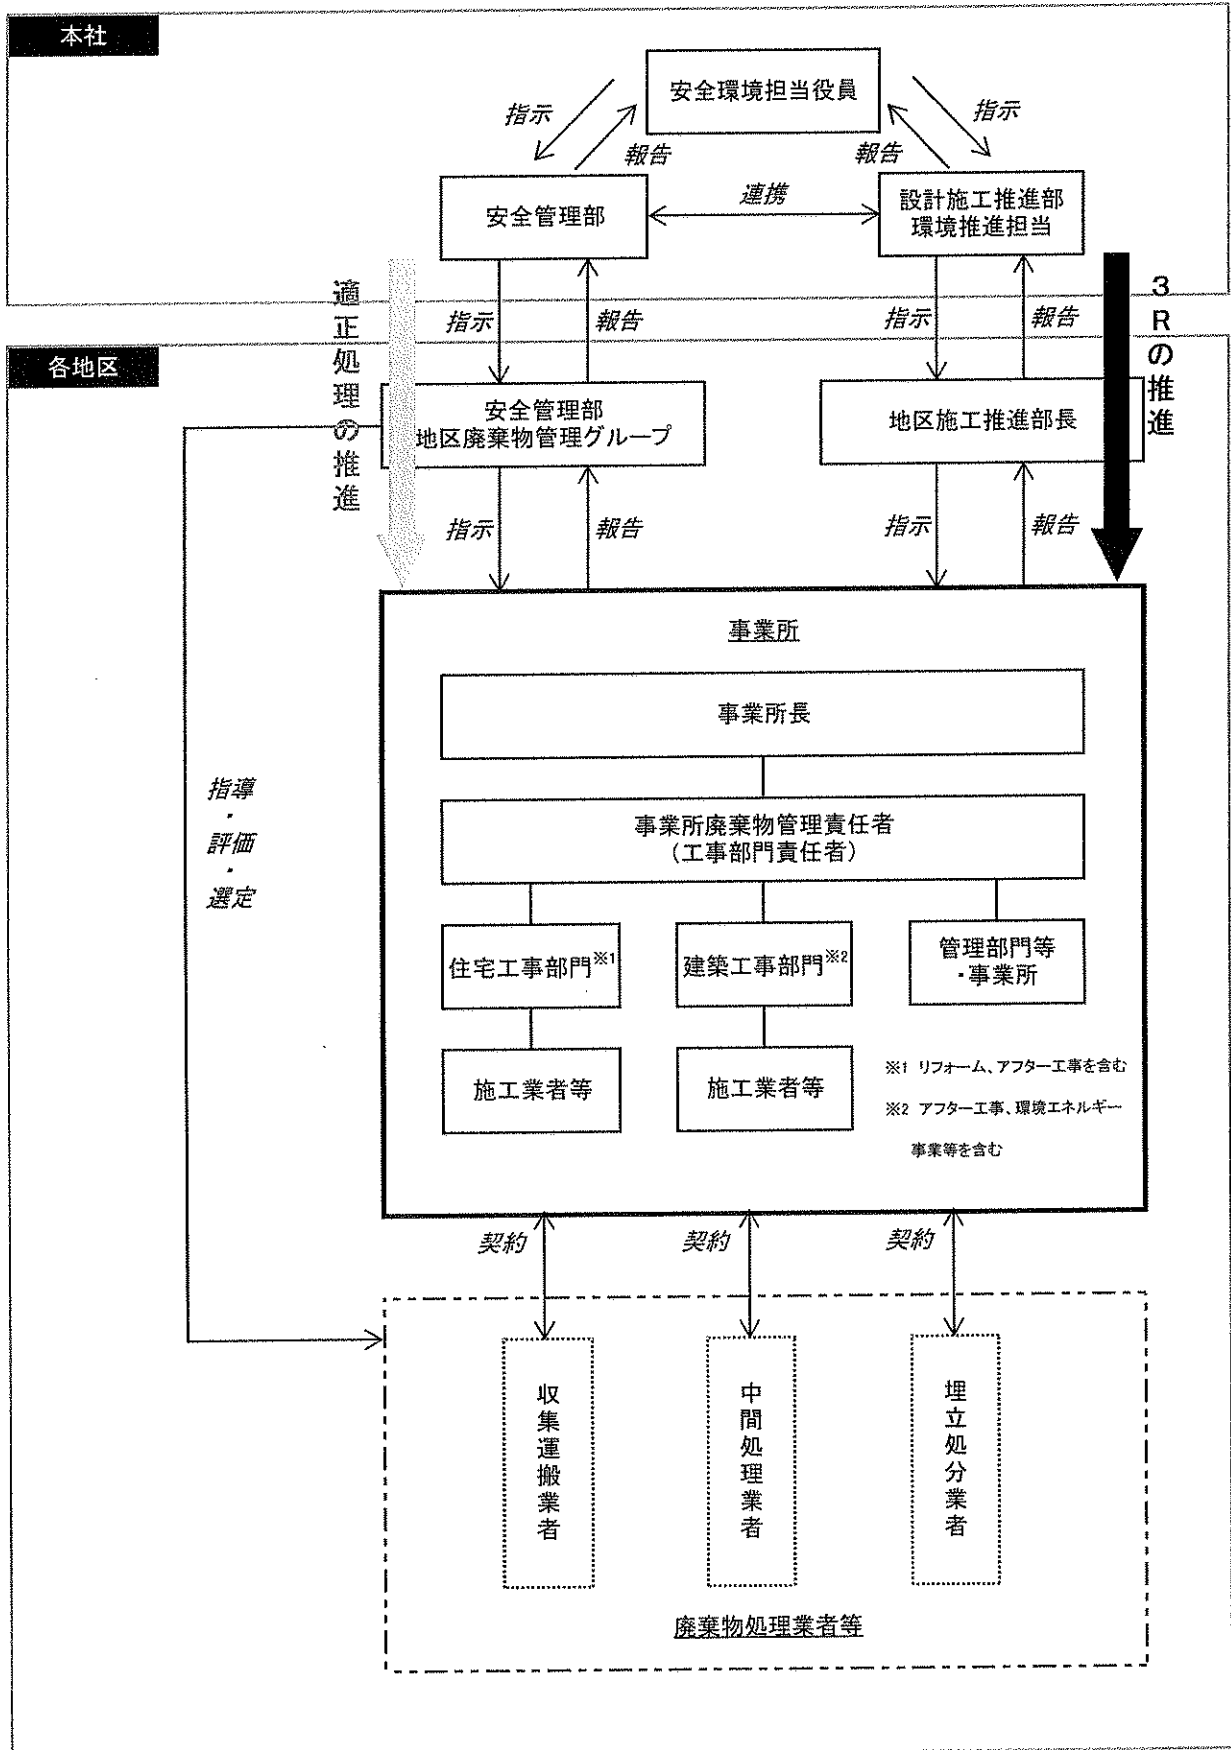 本社
安全環境担当役員
指示
報告
報告
指示
安全管理部
連携
設計施工推進部
環境推進担当
適正処理の推進
指示
報告
指示
報告
3Rの推進
各地区
安全管理部
地区廃棄物管理グループ
地区施工推進部長
指示
報告
指示
報告
事業所
事業所長
指導
・
評価
・
選定
事業所廃棄物管理責任者
(工事部門責任者)
住宅工事部門※1
建築工事部門※2
管理部門等
・事業所
施工業者等
施工業者等
※1 リフォーム、アフター工事を含む
※2 アフター工事、環境エネルギー
事業等を含む
契約
契約
契約
収集運搬業者
中間処理業者
埋立処分業者
廃棄物処理業者等